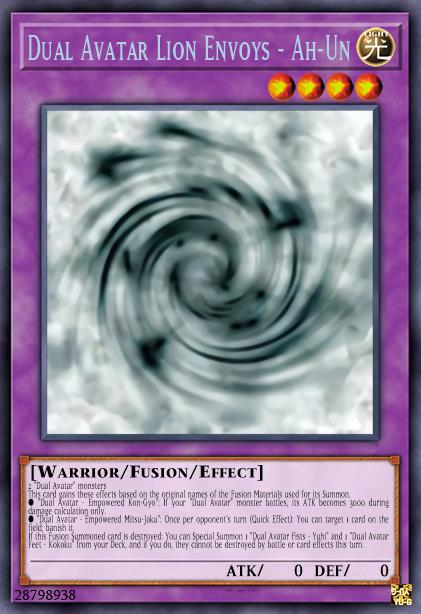 Dual Avatar Lion Envoys - Ah-Un
LIGHT
光
[Warrior/Fusion/Effect]
2 "Dual Avatar" monsters
This card gains these effects based on the original names of the Fusion Materials used for its Summon.
● "Dual Avatar - Empowered Kon-Gyo": If your "Dual Avatar" monster battles, its ATK becomes 3000 during
damage calculation only.
● "Dual Avatar - Empowered Mitsu-Jaku": Once per opponent's turn (Quick Effect): You can target 1 card on the
field; banish it.
If this Fusion Summoned card is destroyed: You can Special Summon 1 "Dual Avatar Fists - Yuhi" and 1 "Dual Avatar
Feet - Kokoku" from your Deck, and if you do, they cannot be destroyed by battle or card effects this turn.
ATK/ 0 DEF/ 0
28798938